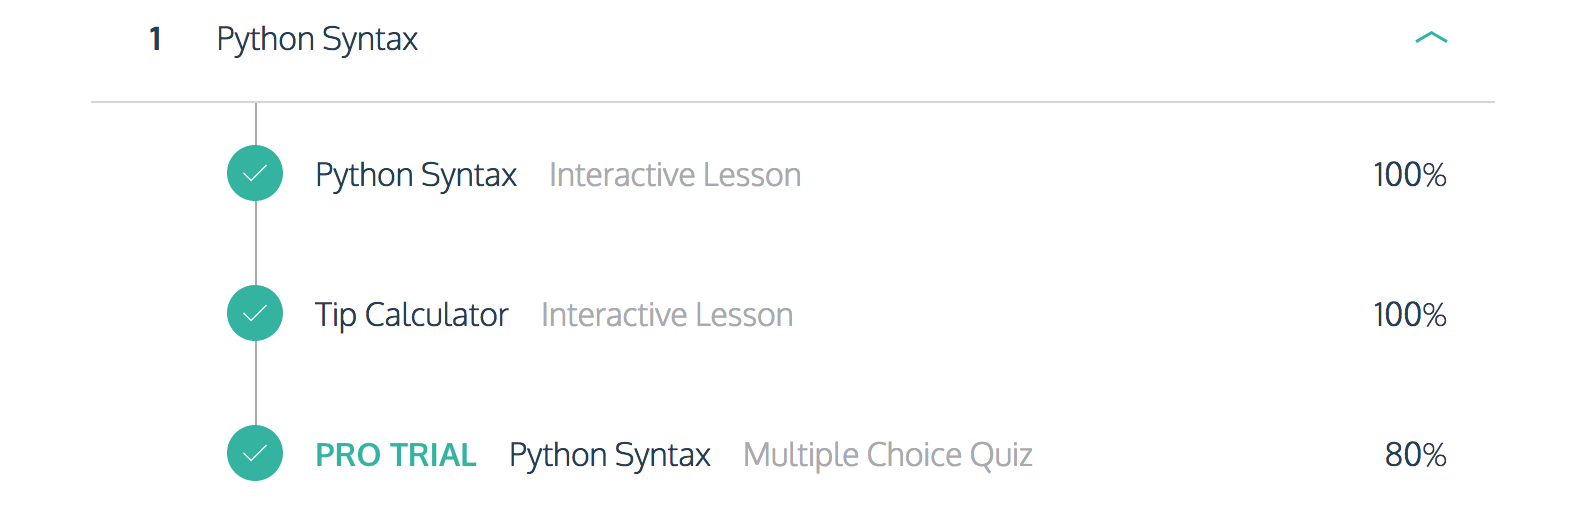 1 Python Syntax
Python Syntax Interactive Lesson 100%
Tip Calculator Interactive Lesson 100%
PRO TRIAL Python Syntax Multiple Choice Quiz 80%